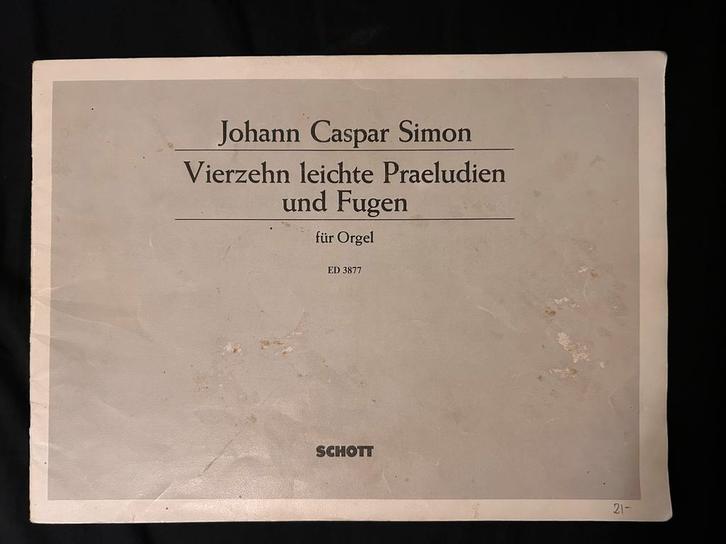 Johann Caspar Simon
Vierzehn leichte Praeludien
und Fugen
für Orgel
ED 3877
SCHOTT
21-